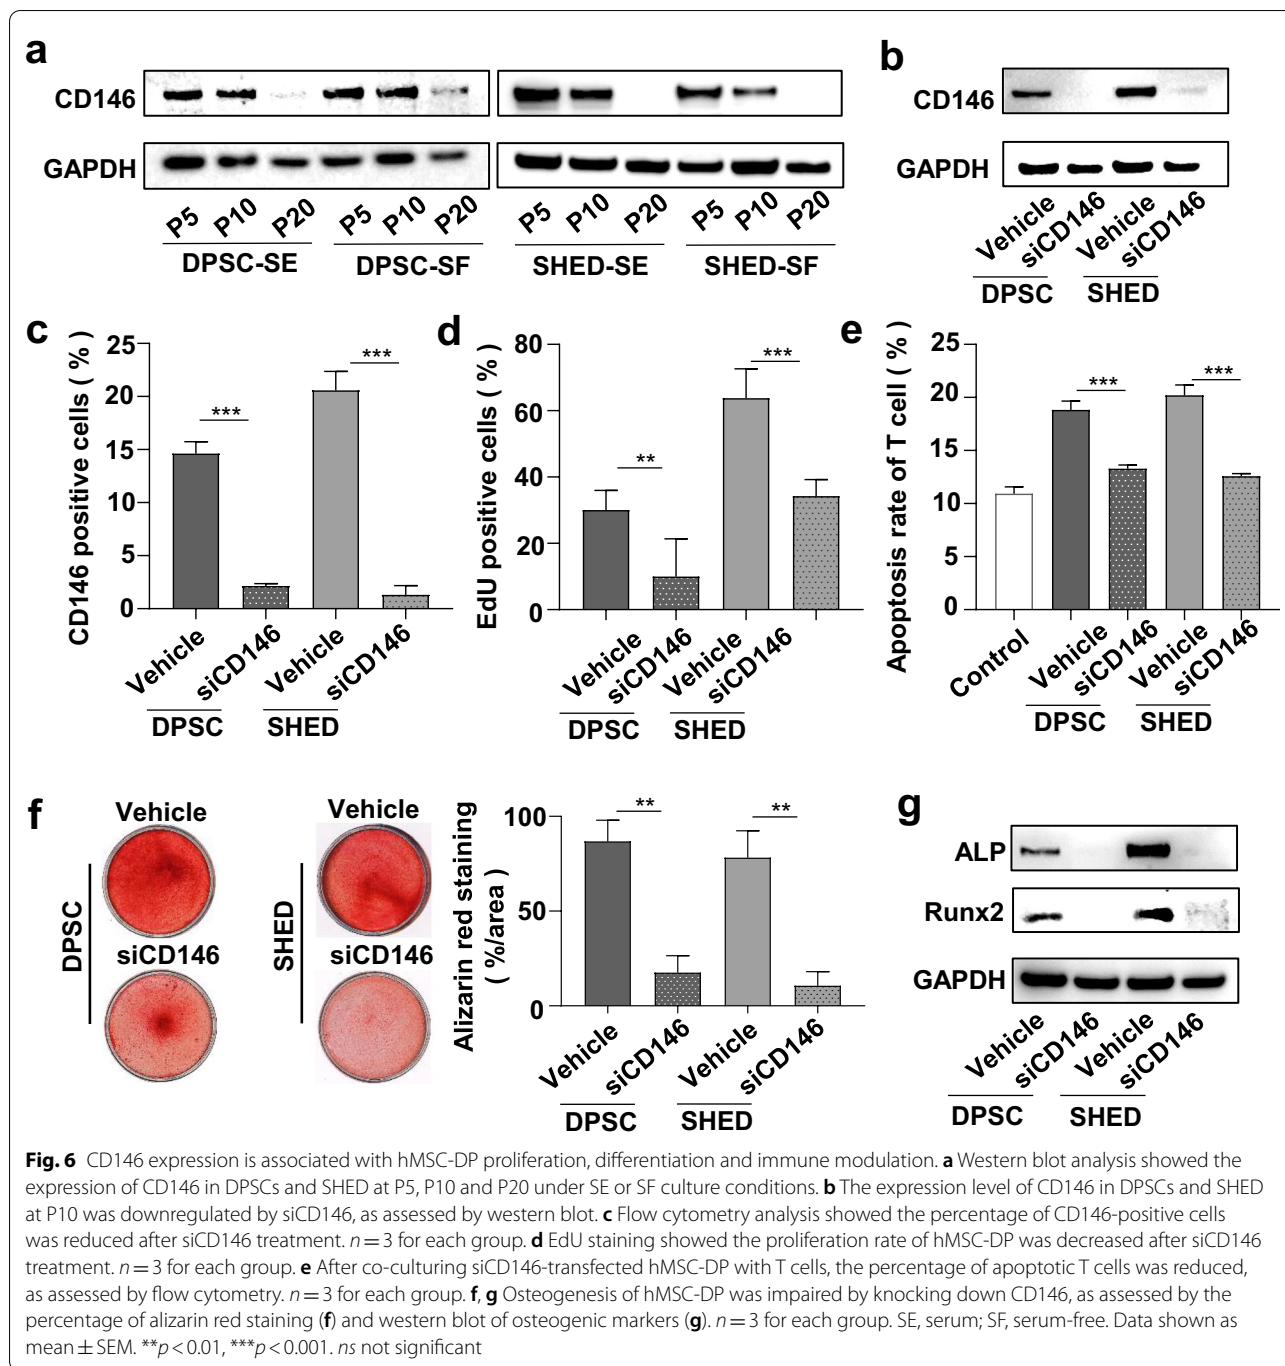 a
CD146
GAPDH
P5 P10 P20 P5 P10 P20 P5 P10 P20 P5 P10 P20
DPSC-SE DPSC-SF SHED-SE SHED-SF
b
CD146
GAPDH
Vehicle siCD146 Vehicle siCD146
DPSC SHED
c
CD146 positive cells ( % )
25
20
15
10
5
0
***
***
Vehicle siCD146 Vehicle siCD146
DPSC SHED
d
EdU positive cells ( % )
80
60
40
20
0
**
***
Vehicle siCD146 Vehicle siCD146
DPSC SHED
e
Apoptosis rate of T cell ( % )
25
20
15
10
5
0
***
***
Control Vehicle siCD146 Vehicle siCD146
DPSC SHED
f
DPSC
Vehicle
siCD146
SHED
Vehicle
siCD146
Alizarin red staining
( %/area )
100
50
0
**
**
Vehicle siCD146 Vehicle siCD146
DPSC SHED
g
ALP
Runx2
GAPDH
Vehicle siCD146 Vehicle siCD146
DPSC SHED
Fig. 6 CD146 expression is associated with hMSC-DP proliferation, differentiation and immune modulation. a Western blot analysis showed the
expression of CD146 in DPSCs and SHED at P5, P10 and P20 under SE or SF culture conditions. b The expression level of CD146 in DPSCs and SHED
at P10 was downregulated by siCD146, as assessed by western blot. c Flow cytometry analysis showed the percentage of CD146-positive cells
was reduced after siCD146 treatment. n = 3 for each group. d EdU staining showed the proliferation rate of hMSC-DP was decreased after siCD146
treatment. n = 3 for each group. e After co-culturing siCD146-transfected hMSC-DP with T cells, the percentage of apoptotic T cells was reduced,
as assessed by flow cytometry. n = 3 for each group. f, g Osteogenesis of hMSC-DP was impaired by knocking down CD146, as assessed by the
percentage of alizarin red staining (f) and western blot of osteogenic markers (g). n = 3 for each group. SE, serum; SF, serum-free. Data shown as
mean ± SEM. **p < 0.01, ***p < 0.001. ns not significant